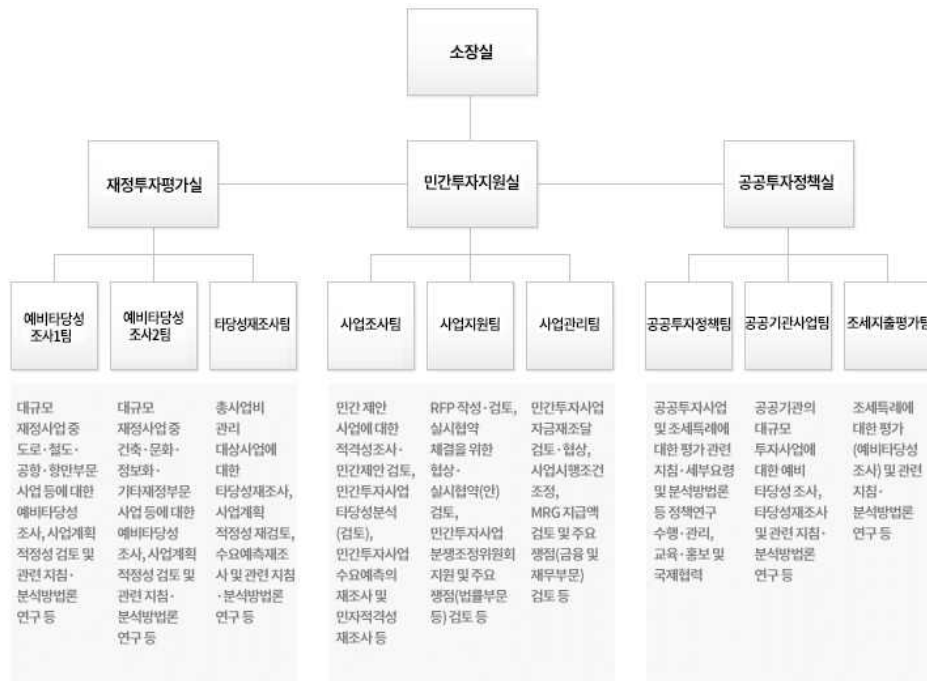 소장실
재정투자평가실
민간투자지원실
공공투자정책실
예비타당성
조사1팀
예비타당성
조사2팀
타당성재조사팀
사업조사팀
사업지원팀
사업관리팀
공공투자정책팀
공공기관사업팀
조세지출평가팀
대규모
재정사업 중
도로·철도·
공항·항만부문
사업 등에 대한
예비타당성
조사, 사업계획
적정성 검토 및
관련 지침·
분석방법론
연구 등
대규모
재정사업 중
건축·문화·
정보화·
기타재정부문
사업 등에 대한
예비타당성
조사, 사업계획
적정성 검토 및
관련 지침·
분석방법론
연구 등
총사업비
관리
대상사업에
대한
타당성재조사,
사업계획
적정성 재검토,
수요예측재조
사 및 관련 지침
·분석방법론
연구 등
민간 제안
사업에 대한
적격성조사·
민간제안 검토,
민간투자사업
타당성분석
(검토),
민간투자사업
수요예측의
재조사 및
민자적격성
재조사 등
RFP 작성·검토,
실시협약
체결을 위한
협상·
실시협약(안)
검토,
민간투자사업
분쟁조정위원회
지원 및 주요
쟁점(법률부문
등) 검토 등
민간투자사업
자금재조달
검토·협상,
사업시행조건
조정,
MRG 지급액
검토 및 주요
쟁점(금융 및
재무부문)
검토 등
공공투자사업
및 조세특례에
대한 평가 관련
지침·세부요령
및 분석방법론
등 정책연구
수행·관리,
교육·홍보 및
국제협력
공공기관의
대규모
투자사업에
대한 예비
타당성 조사,
타당성재조사
및 관련 지침·
분석방법론
연구 등
조세특례에
대한 평가
(예비타당성
조사) 및 관련
지침·
분석방법론
연구 등